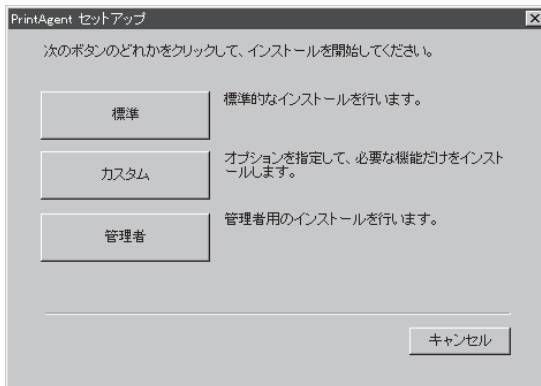 PrintAgent セットアップ
次のボタンのどれかをクリックして、インストールを開始してください。
標準
標準的なインストールを行います。
カスタム
オプションを指定して、必要な機能だけをインスト
ールします。
管理者
管理者用のインストールを行います。
キャンセル